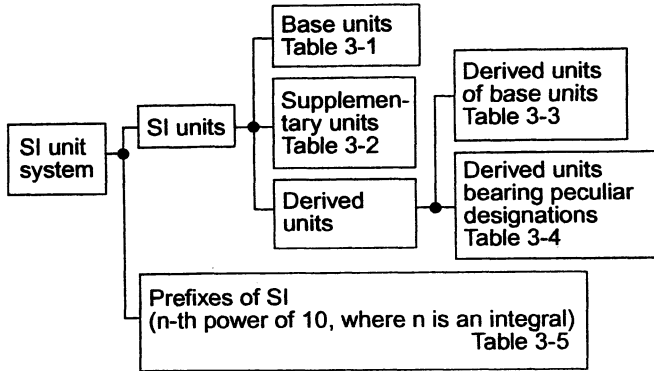 SI unit
system
SI units
Base units
Table 3-1
Supplemen-
tary units
Table 3-2
Derived
units
Derived units
of base units
Table 3-3
Derived units
bearing peculiar
designations
Table 3-4
Prefixes of SI
(n-th power of 10, where n is an integral)
Table 3-5